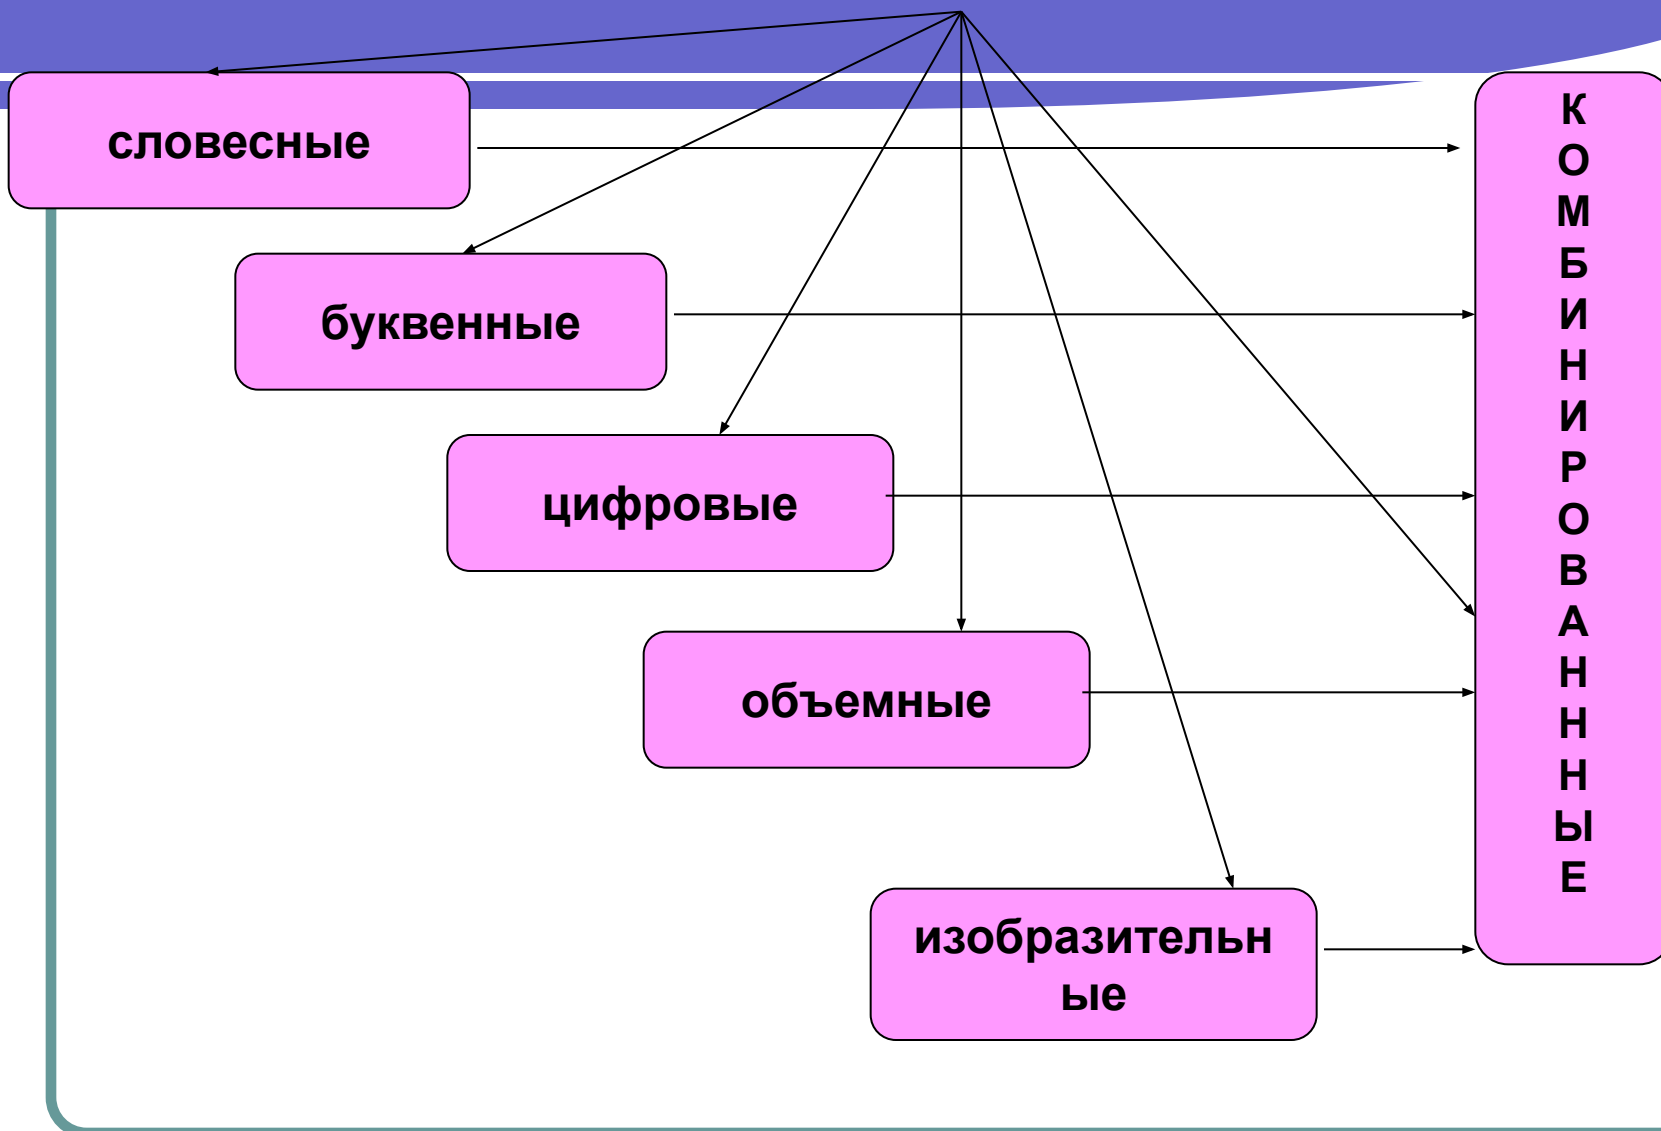 словесные
буквенные
цифровые
объемные
изобразительн
ые
К
О
М
Б
И
Н
И
Р
О
В
А
Н
Н
Н
Ы
Е